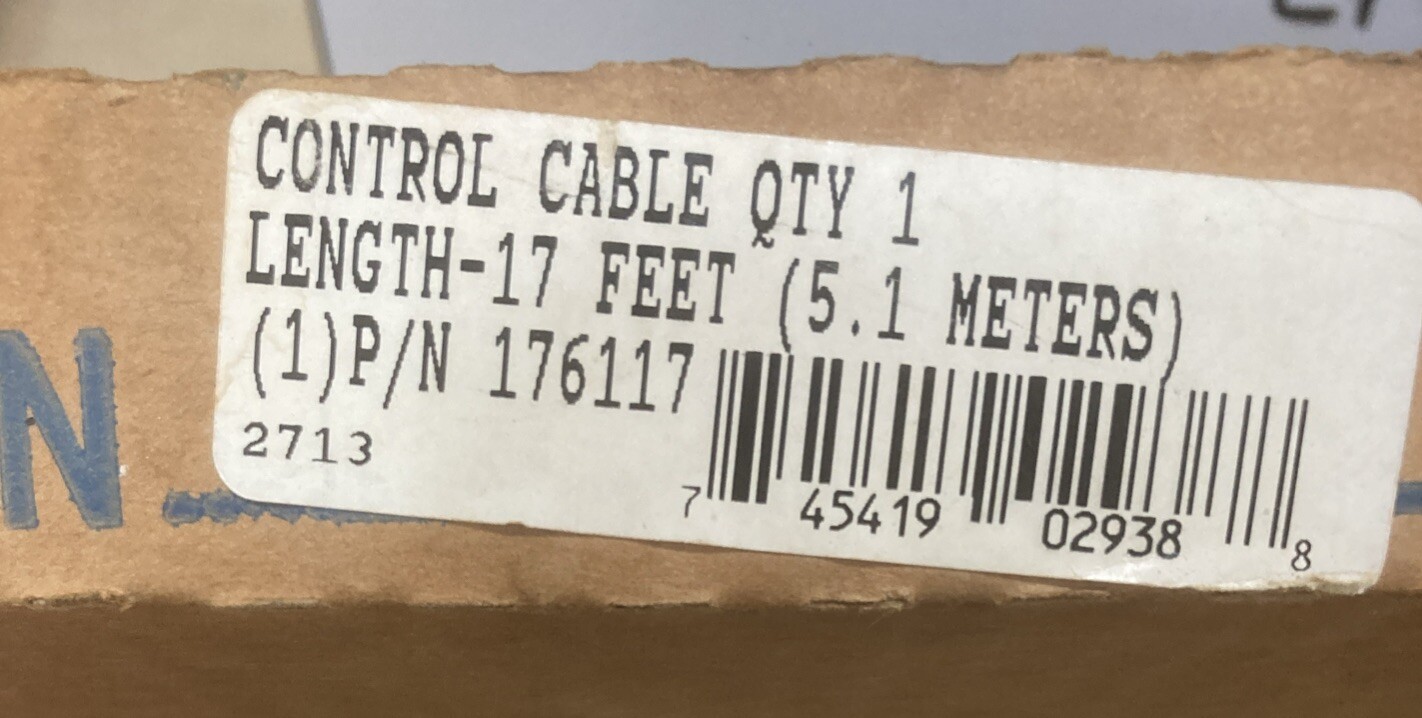 CONTROL CABLE QTY 1
LENGTH-17 FEET (5.1 METERS)
(1)P/N 176117
2713
7 45419 02938 8
N